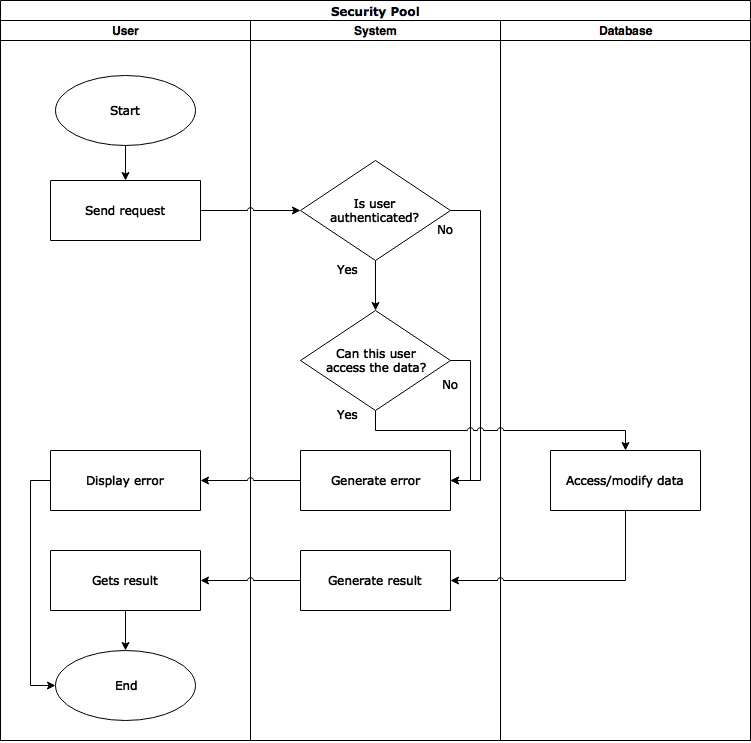 Security Pool
User
System
Database
Start
Send request
Is user
authenticated?
No
Yes
Can this user
access the data?
No
Yes
Display error
Generate error
Access/modify data
Gets result
Generate result
End